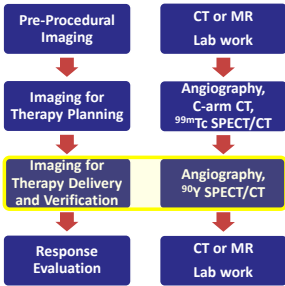 Pre-Procedural
Imaging
CT or MR
Lab work
Imaging for
Therapy Planning
Angiography,
C-arm CT,
⁹⁹ᵐTc SPECT/CT
Imaging for
Therapy Delivery
and Verification
Angiography,
⁹⁰Y SPECT/CT
Response
Evaluation
CT or MR
Lab work